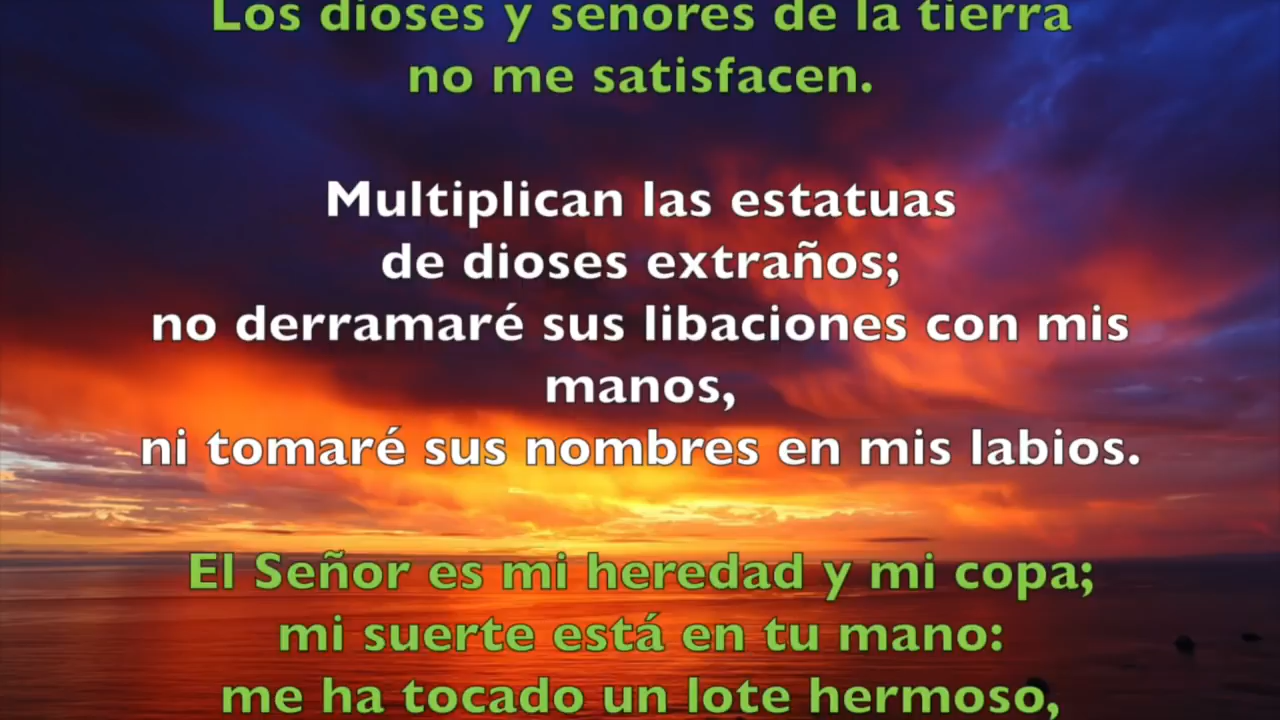 Los dioses y señores de la tierra
no me satisfacen.
Multiplican las estatuas
de dioses extraños;
no derramaré sus libaciones con mis
manos,
ni tomaré sus nombres en mis labios.
El Señor es mi heredad y mi copa;
mi suerte está en tu mano:
me ha tocado un lote hermoso,